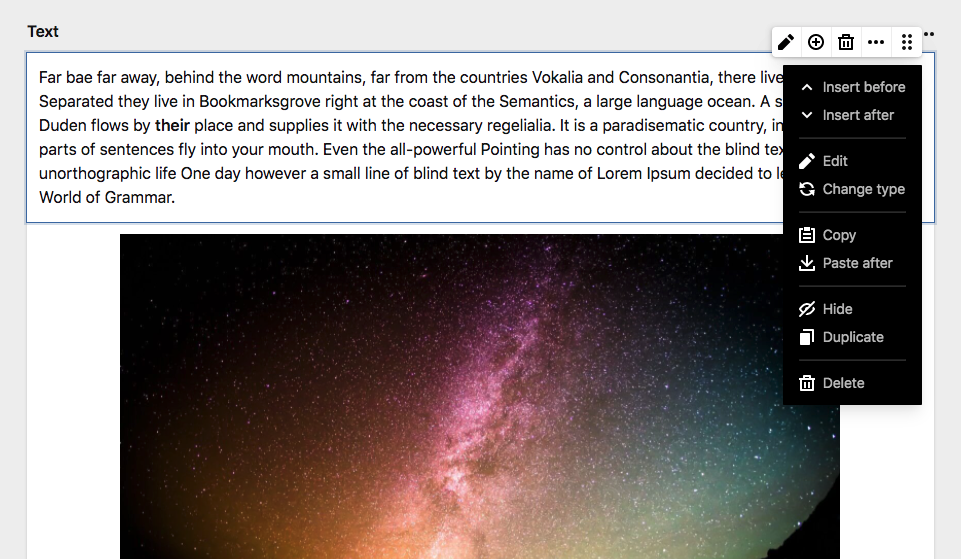 Text
Far bae far away, behind the word mountains, far from the countries Vokalia and Consonantia, there live
Separated they live in Bookmarksgrove right at the coast of the Semantics, a large language ocean. A s
Duden flows by their place and supplies it with the necessary regelialia. It is a paradisematic country, in
parts of sentences fly into your mouth. Even the all-powerful Pointing has no control about the blind tex
unorthographic life One day however a small line of blind text by the name of Lorem Ipsum decided to le
World of Grammar.
Insert before
Insert after
Edit
Change type
Copy
Paste after
Hide
Duplicate
Delete